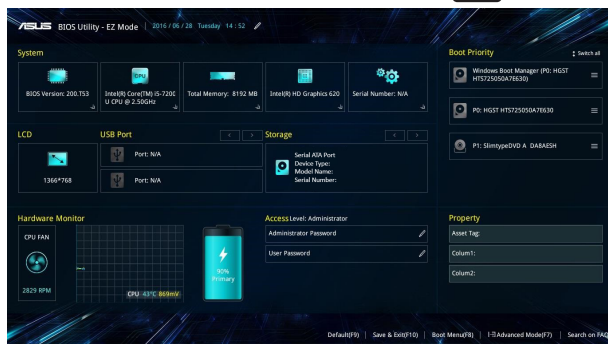 ASUS BIOS Utility - EZ Mode 2016 / 06 / 28 Tuesday 14 : 52
System
BIOS Version: 200.T53
CPU
Intel(R) Core(TM) i5-7200
U CPU @ 2.50GHz
Total Memory: 8192 MB
Intel(R) HD Graphics 620
Serial Number: N/A
Boot Priority
Switch all
Windows Boot Manager (P0: HGST
HTS725050A7E630)
P0: HGST HTS725050A7E630
P1: SlimtypeDVD A DA8AESH
LCD
1366*768
USB Port
Port: N/A
Port: N/A
Storage
Serial ATA Port
Device Type:
Model Name:
Serial Number:
Hardware Monitor
CPU FAN
2829 RPM
CPU 43°C 869mV
90%
Primary
Access Level: Administrator
Administrator Password
User Password
Property
Asset Tag:
Colum1:
Colum2:
Default(F9) | Save & Exit(F10) | Boot Menu(F8) | Advanced Mode(F7) | Search on FAQ